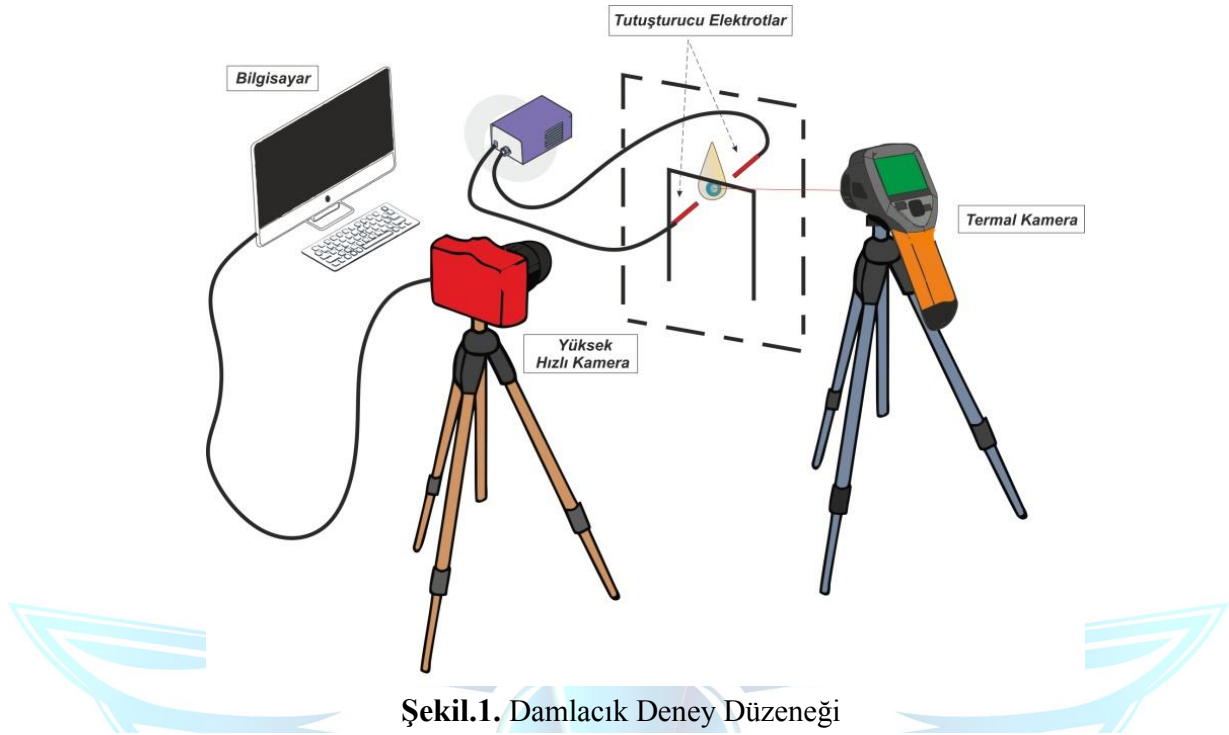 Tutuşturucu Elektrotlar
Bilgisayar
Termal Kamera
Yüksek
Hızlı Kamera
Şekil.1. Damlacık Deney Düzeneği